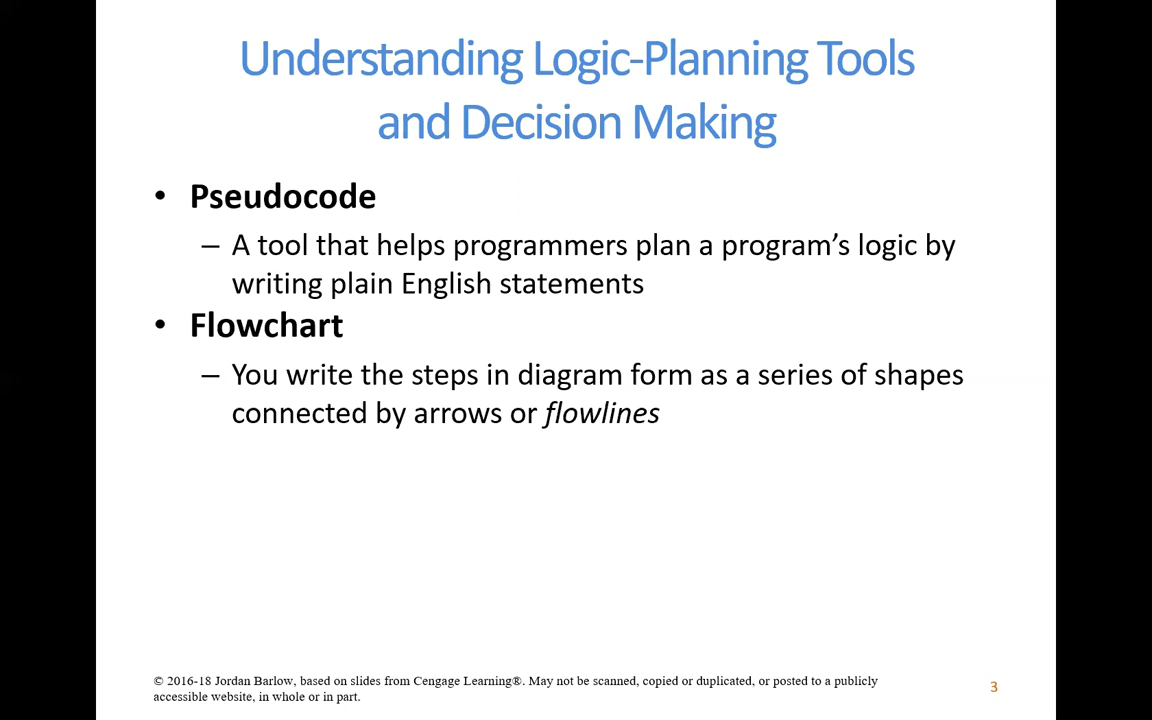 Understanding Logic-Planning Tools
and Decision Making
• Pseudocode
– A tool that helps programmers plan a program’s logic by
writing plain English statements
• Flowchart
– You write the steps in diagram form as a series of shapes
connected by arrows or flowlines
© 2016-18 Jordan Barlow, based on slides from Cengage Learning®. May not be scanned, copied or duplicated, or posted to a publicly
accessible website, in whole or in part.
3